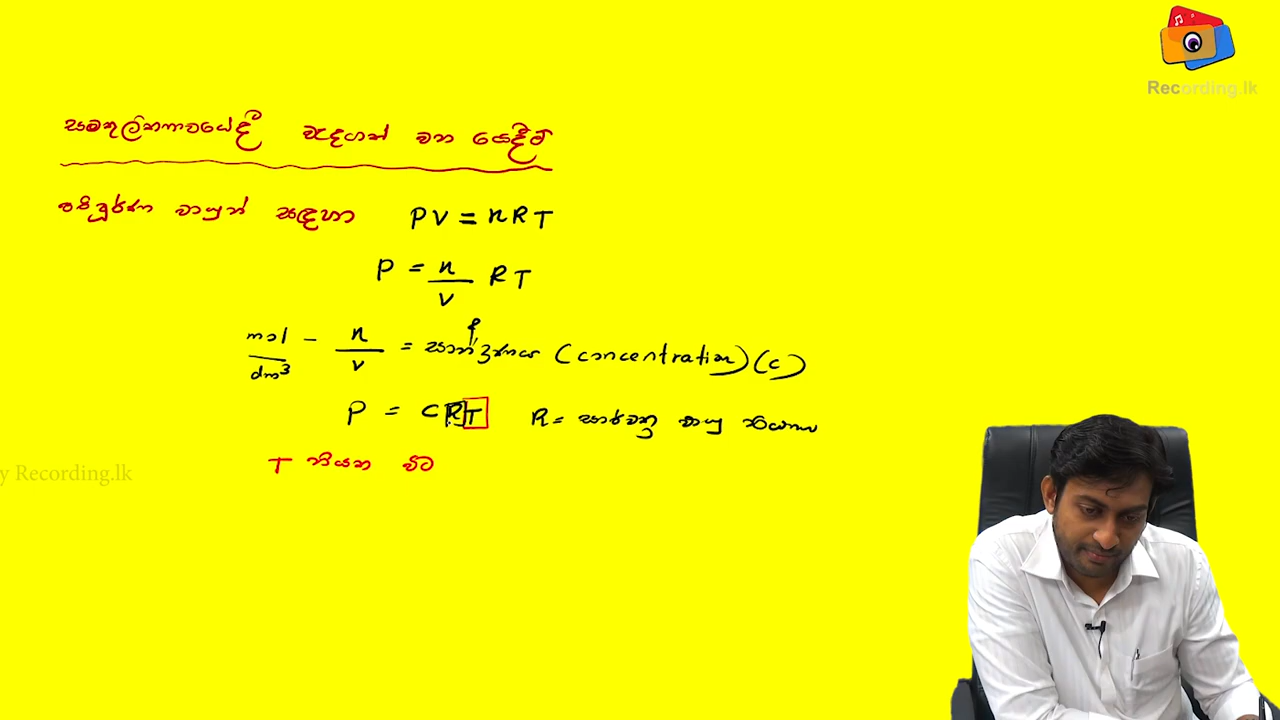 Recording.lk
සමතුලිතතාවයේදී වැදගත් වන යෙදීම්
පරිපූර්ණ වායුන් සඳහා PV = nRT
P = n/V RT
mol/dm³ - n/V = සාන්ද්‍රණය (concentration) (c)
P = CRT R = සාර්වත්‍ර වායු නියතය
T නියත විට
y Recording.lk